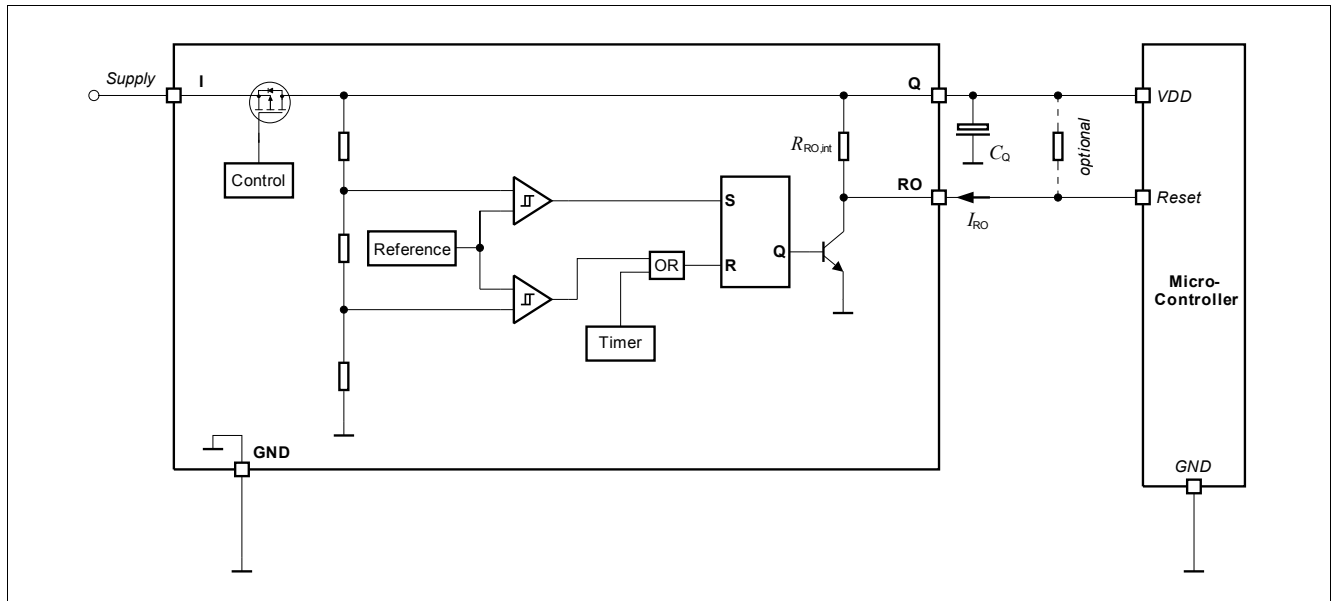 Supply
I
Q
VDD
Control
R_RO,int
C_Q
optional
RO
Reset
I_RO
S
Reference
Q
OR
R
Micro-
Controller
Timer
GND
GND